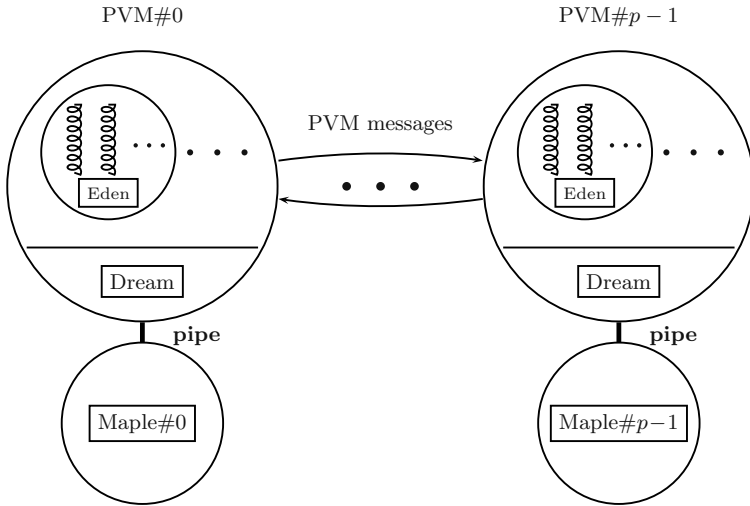 PVM#0
PVM#p − 1
PVM messages
Eden
Eden
Dream
Dream
pipe
pipe
Maple#0
Maple#p−1